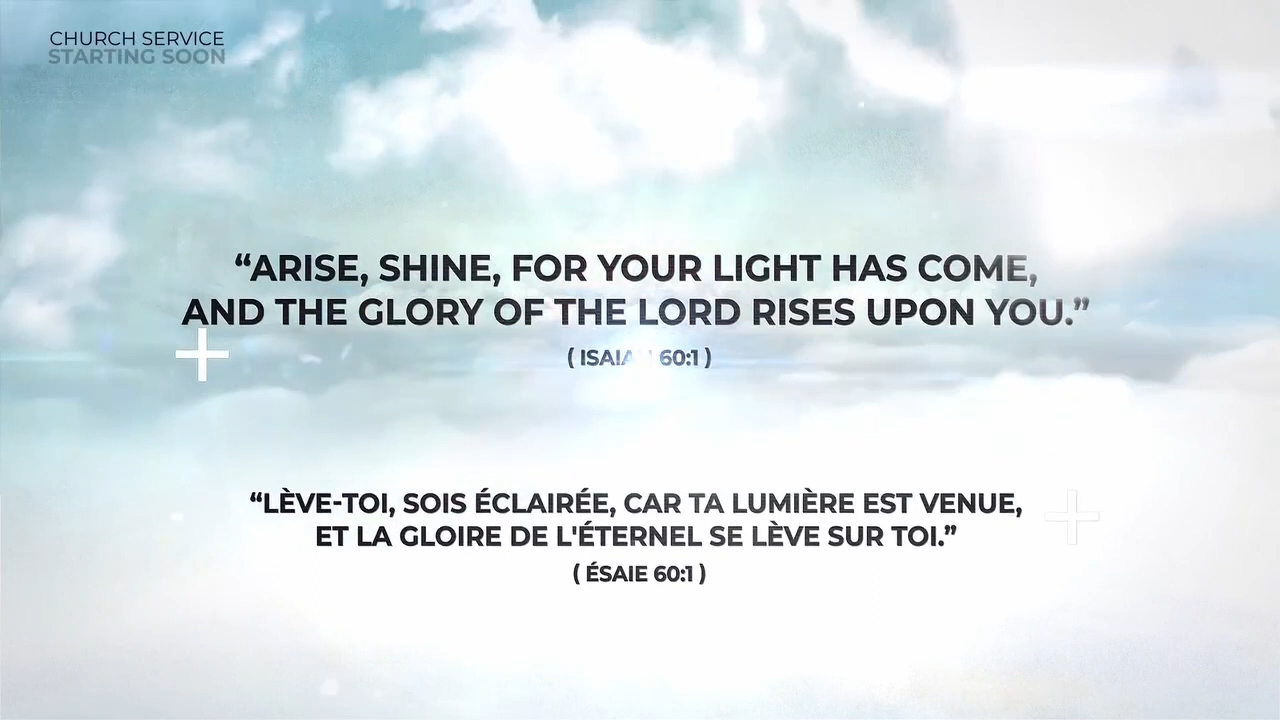 CHURCH SERVICE
STARTING SOON
“ARISE, SHINE, FOR YOUR LIGHT HAS COME,
AND THE GLORY OF THE LORD RISES UPON YOU.”
( ISAIAH 60:1 )
“LÈVE-TOI, SOIS ÉCLAIRÉE, CAR TA LUMIÈRE EST VENUE,
ET LA GLOIRE DE L'ÉTERNEL SE LÈVE SUR TOI.”
( ÉSAIE 60:1 )